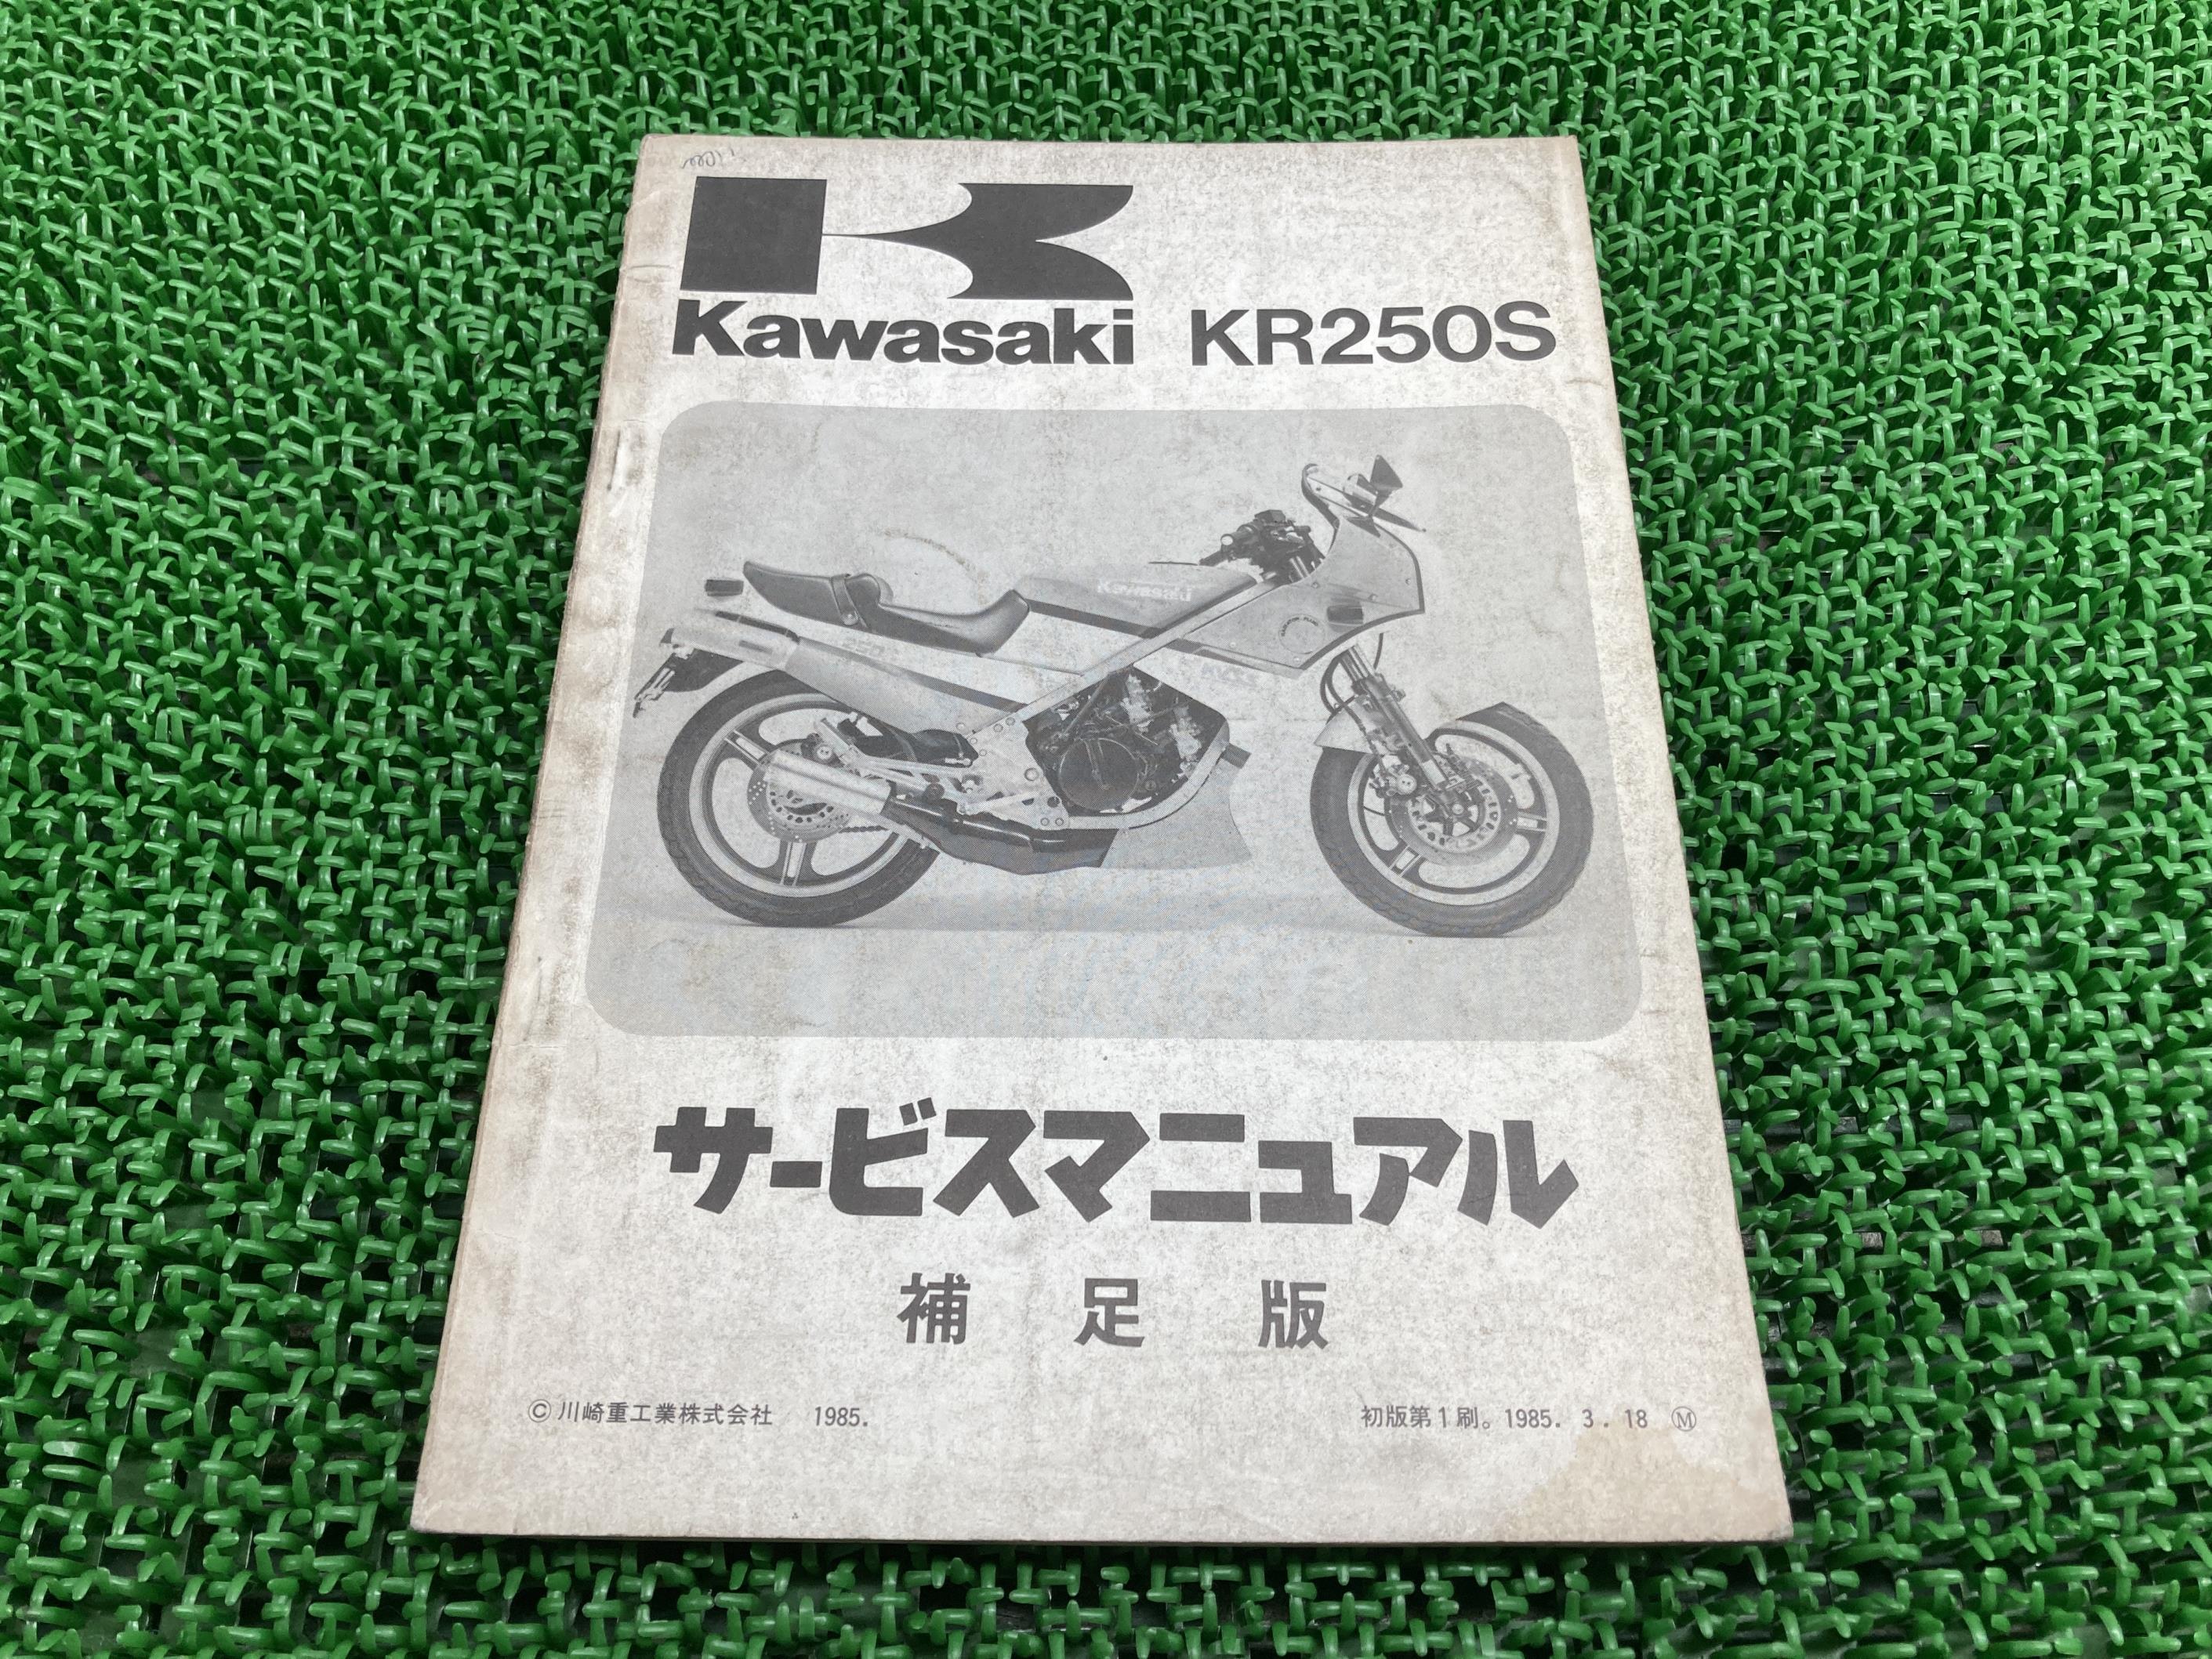 Kawasaki KR250S
Kawasaki
サービスマニュアル
補足版
©川崎重工業株式会社 1985.
初版第1刷。1985. 3. 18 Ⓜ